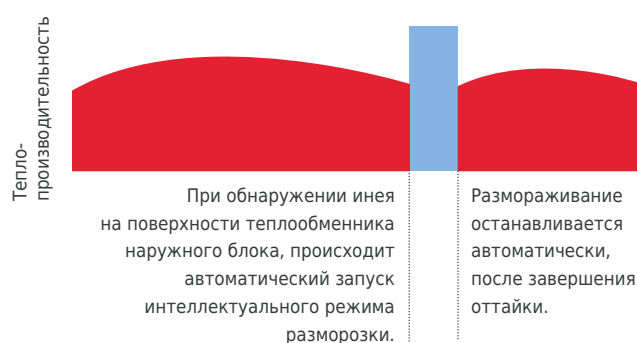 Тепло-
производительность
При обнаружении инея
на поверхности теплообменника
наружного блока, происходит
автоматический запуск
интеллектуального режима
разморозки.
Размораживание
останавливается
автоматически,
после завершения
оттайки.